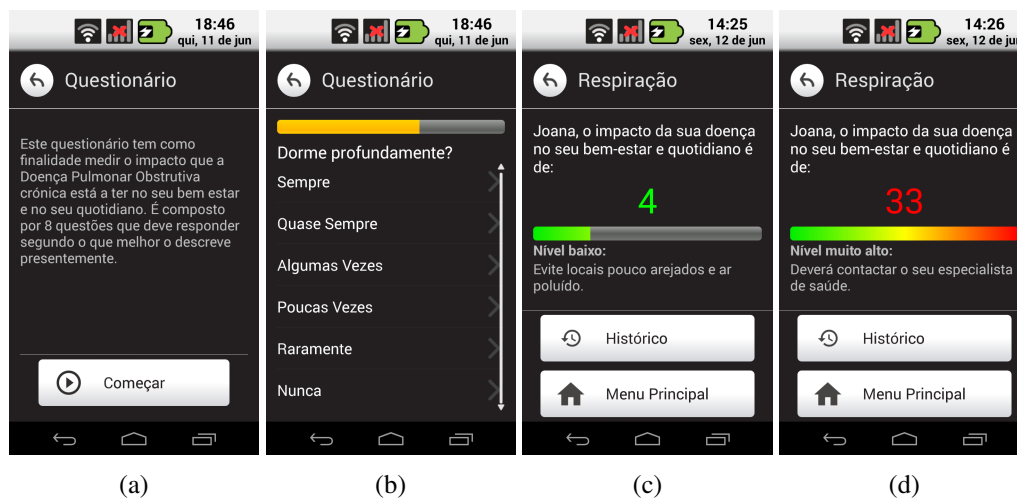 18:46
qui, 11 de jun
Questionário
Este questionário tem como
finalidade medir o impacto que a
Doença Pulmonar Obstrutiva
crónica está a ter no seu bem estar
e no seu quotidiano. É composto
por 8 questões que deve responder
segundo o que melhor o descreve
presentemente.
Começar
(a)
18:46
qui, 11 de jun
Questionário
Dorme profundamente?
Sempre
Quase Sempre
Algumas Vezes
Poucas Vezes
Raramente
Nunca
(b)
14:25
sex, 12 de jun
Respiração
Joana, o impacto da sua doença
no seu bem-estar e quotidiano é
de:
4
Nível baixo:
Evite locais pouco arejados e ar
poluído.
Histórico
Menu Principal
(c)
14:26
sex, 12 de jun
Respiração
Joana, o impacto da sua doença
no seu bem-estar e quotidiano é
de:
33
Nível muito alto:
Deverá contactar o seu especialista
de saúde.
Histórico
Menu Principal
(d)